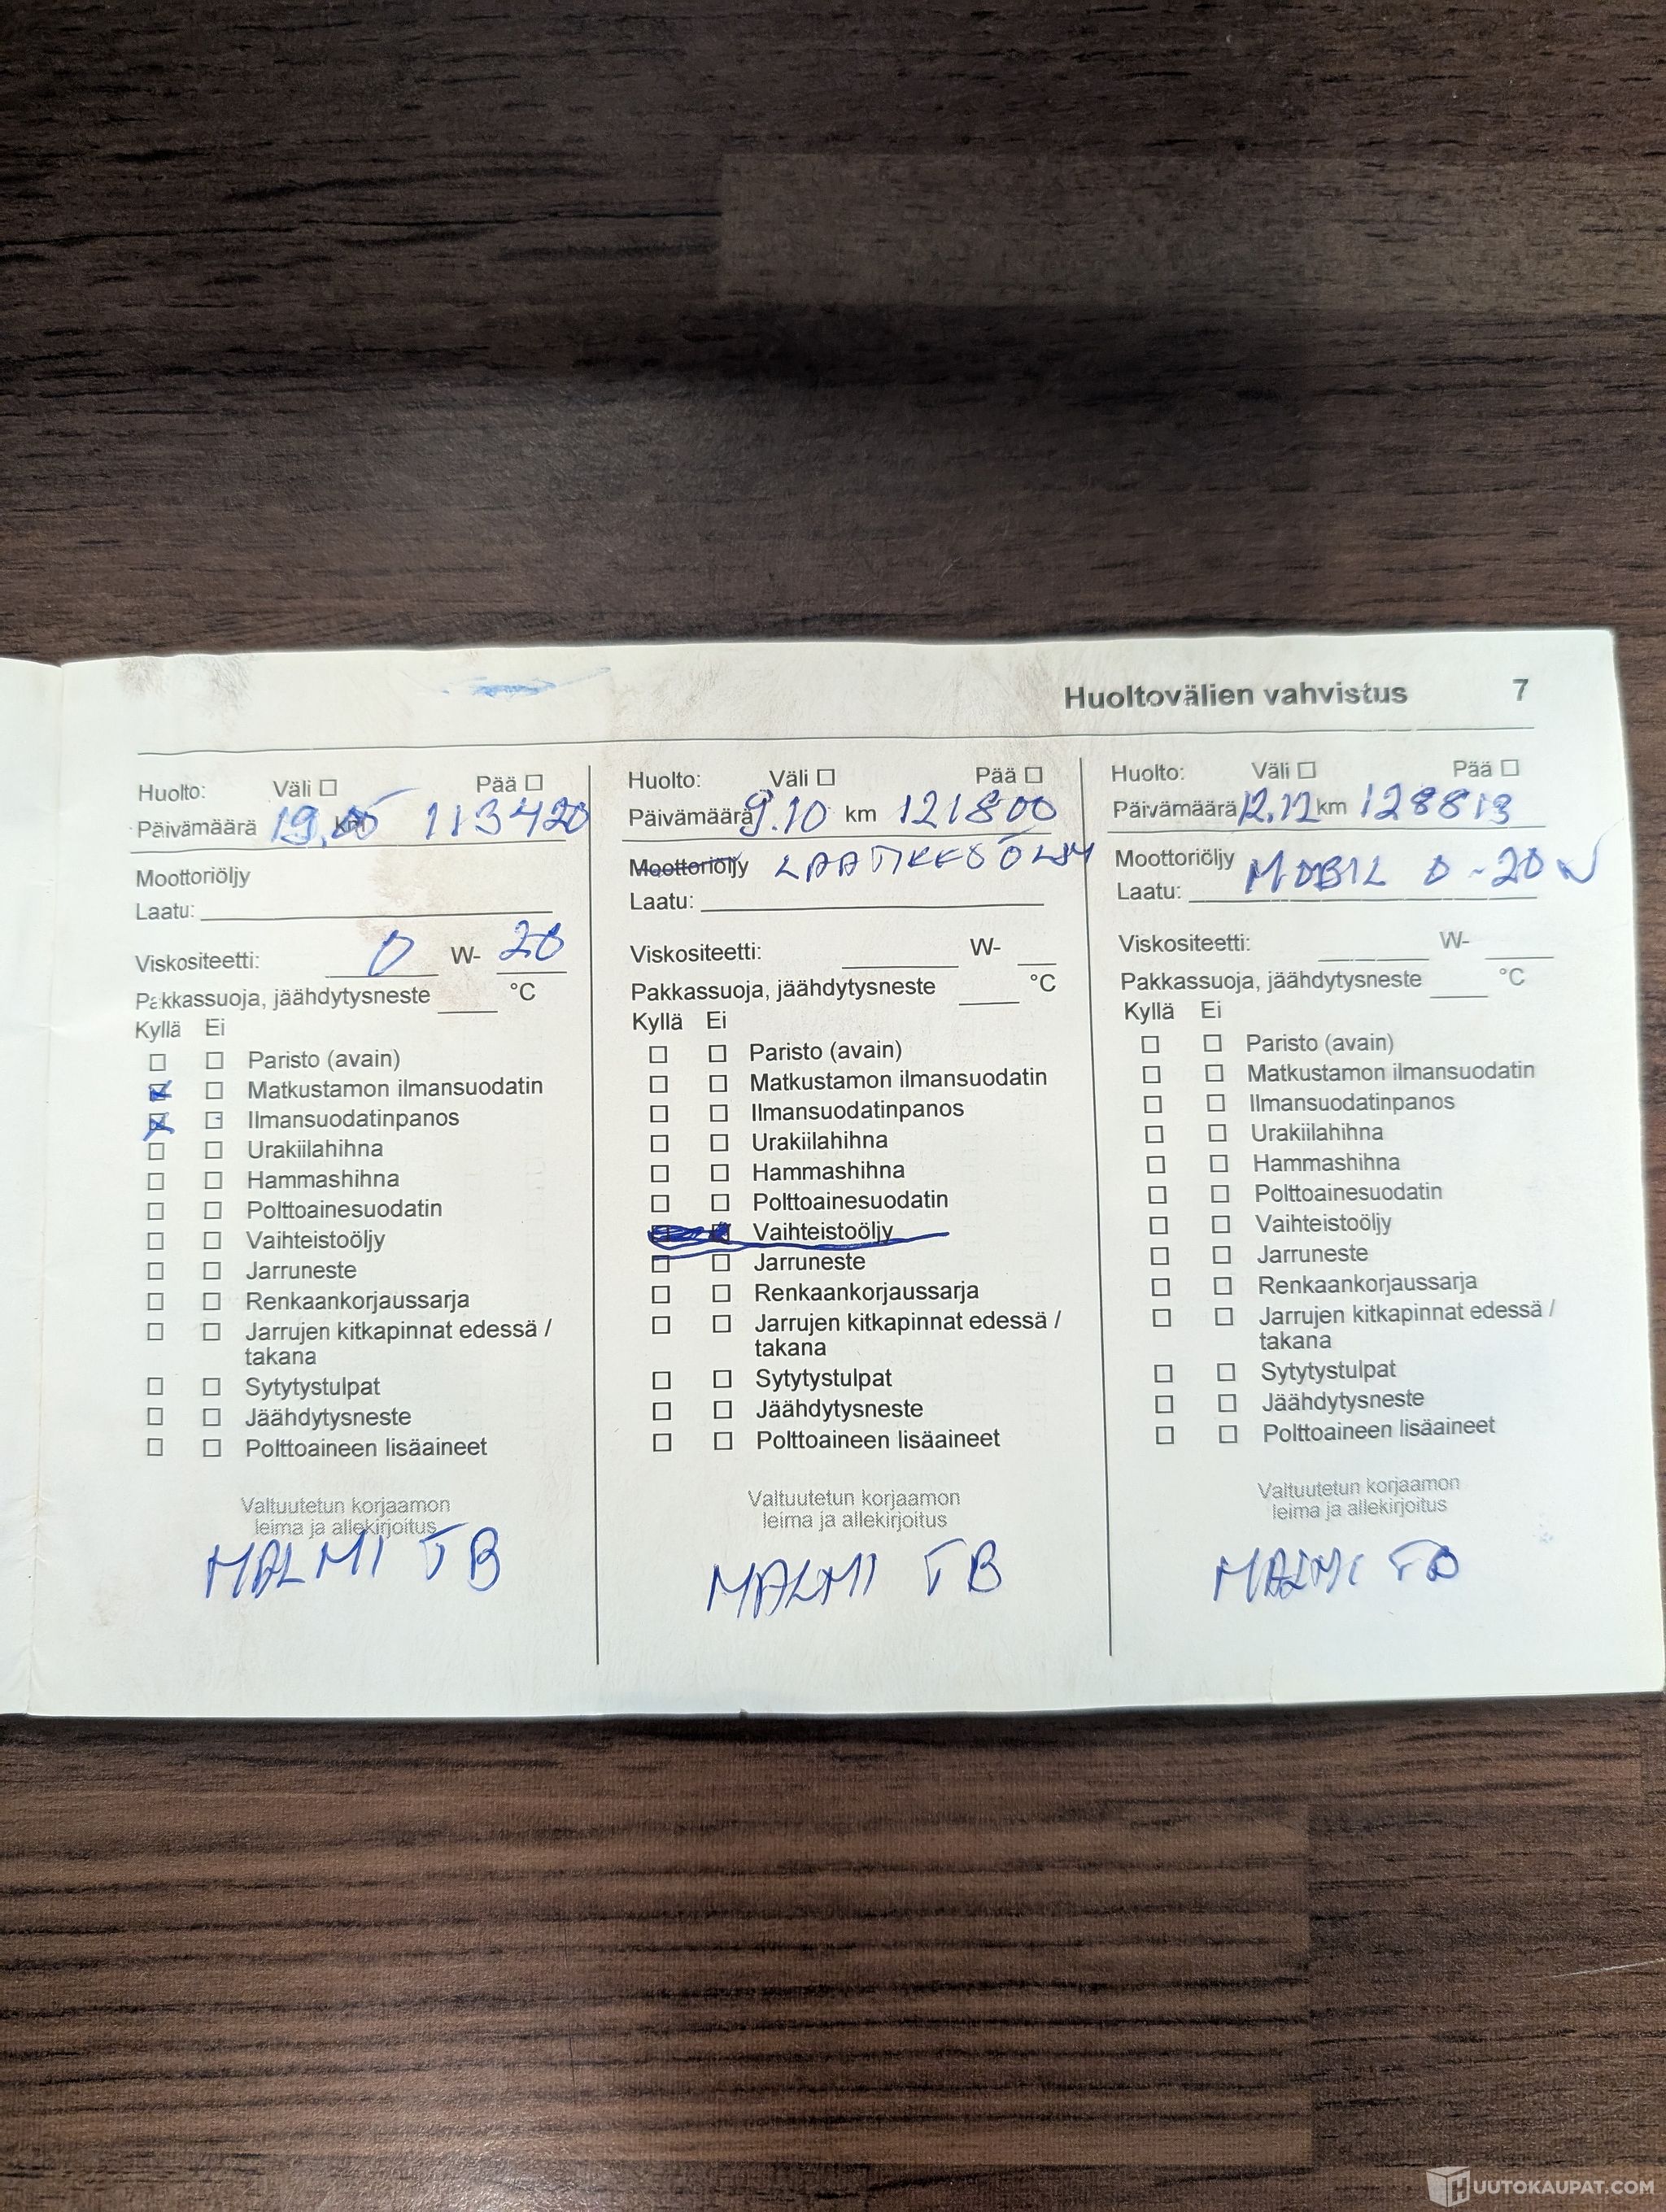 Huoltovälien vahvistus 7
Huolto: Väli Pää
Päivämäärä 19.05 km 113420
Moottoriöljy
Laatu:
Viskositeetti: 0 W- 20
Pakkassuoja, jäähdytysneste °C
Kyllä Ei
Paristo (avain)
Matkustamon ilmansuodatin
Ilmansuodatinpanos
Urakiilahihna
Hammashihna
Polttoainesuodatin
Vaihteistoöljy
Jarruneste
Renkaankorjaussarja
Jarrujen kitkapinnat edessä /
takana
Sytytystulpat
Jäähdytysneste
Polttoaineen lisäaineet
Valtuutetun korjaamon
leima ja allekirjoitus
MALMI TB
Huolto: Väli Pää
Päivämäärä 9.10 km 121800
Moottoriöljy LAATIKKOÖLJY
Laatu:
Viskositeetti: W-
Pakkassuoja, jäähdytysneste °C
Kyllä Ei
Paristo (avain)
Matkustamon ilmansuodatin
Ilmansuodatinpanos
Urakiilahihna
Hammashihna
Polttoainesuodatin
Vaihteistoöljy
Jarruneste
Renkaankorjaussarja
Jarrujen kitkapinnat edessä /
takana
Sytytystulpat
Jäähdytysneste
Polttoaineen lisäaineet
Valtuutetun korjaamon
leima ja allekirjoitus
MALMI TB
Huolto: Väli Pää
Päivämäärä 12.12 km 128813
Moottoriöljy
Laatu: MOBIL 0-20W
Viskositeetti: W-
Pakkassuoja, jäähdytysneste °C
Kyllä Ei
Paristo (avain)
Matkustamon ilmansuodatin
Ilmansuodatinpanos
Urakiilahihna
Hammashihna
Polttoainesuodatin
Vaihteistoöljy
Jarruneste
Renkaankorjaussarja
Jarrujen kitkapinnat edessä /
takana
Sytytystulpat
Jäähdytysneste
Polttoaineen lisäaineet
Valtuutetun korjaamon
leima ja allekirjoitus
MALMI TB
HUUTOKAUPAT.COM